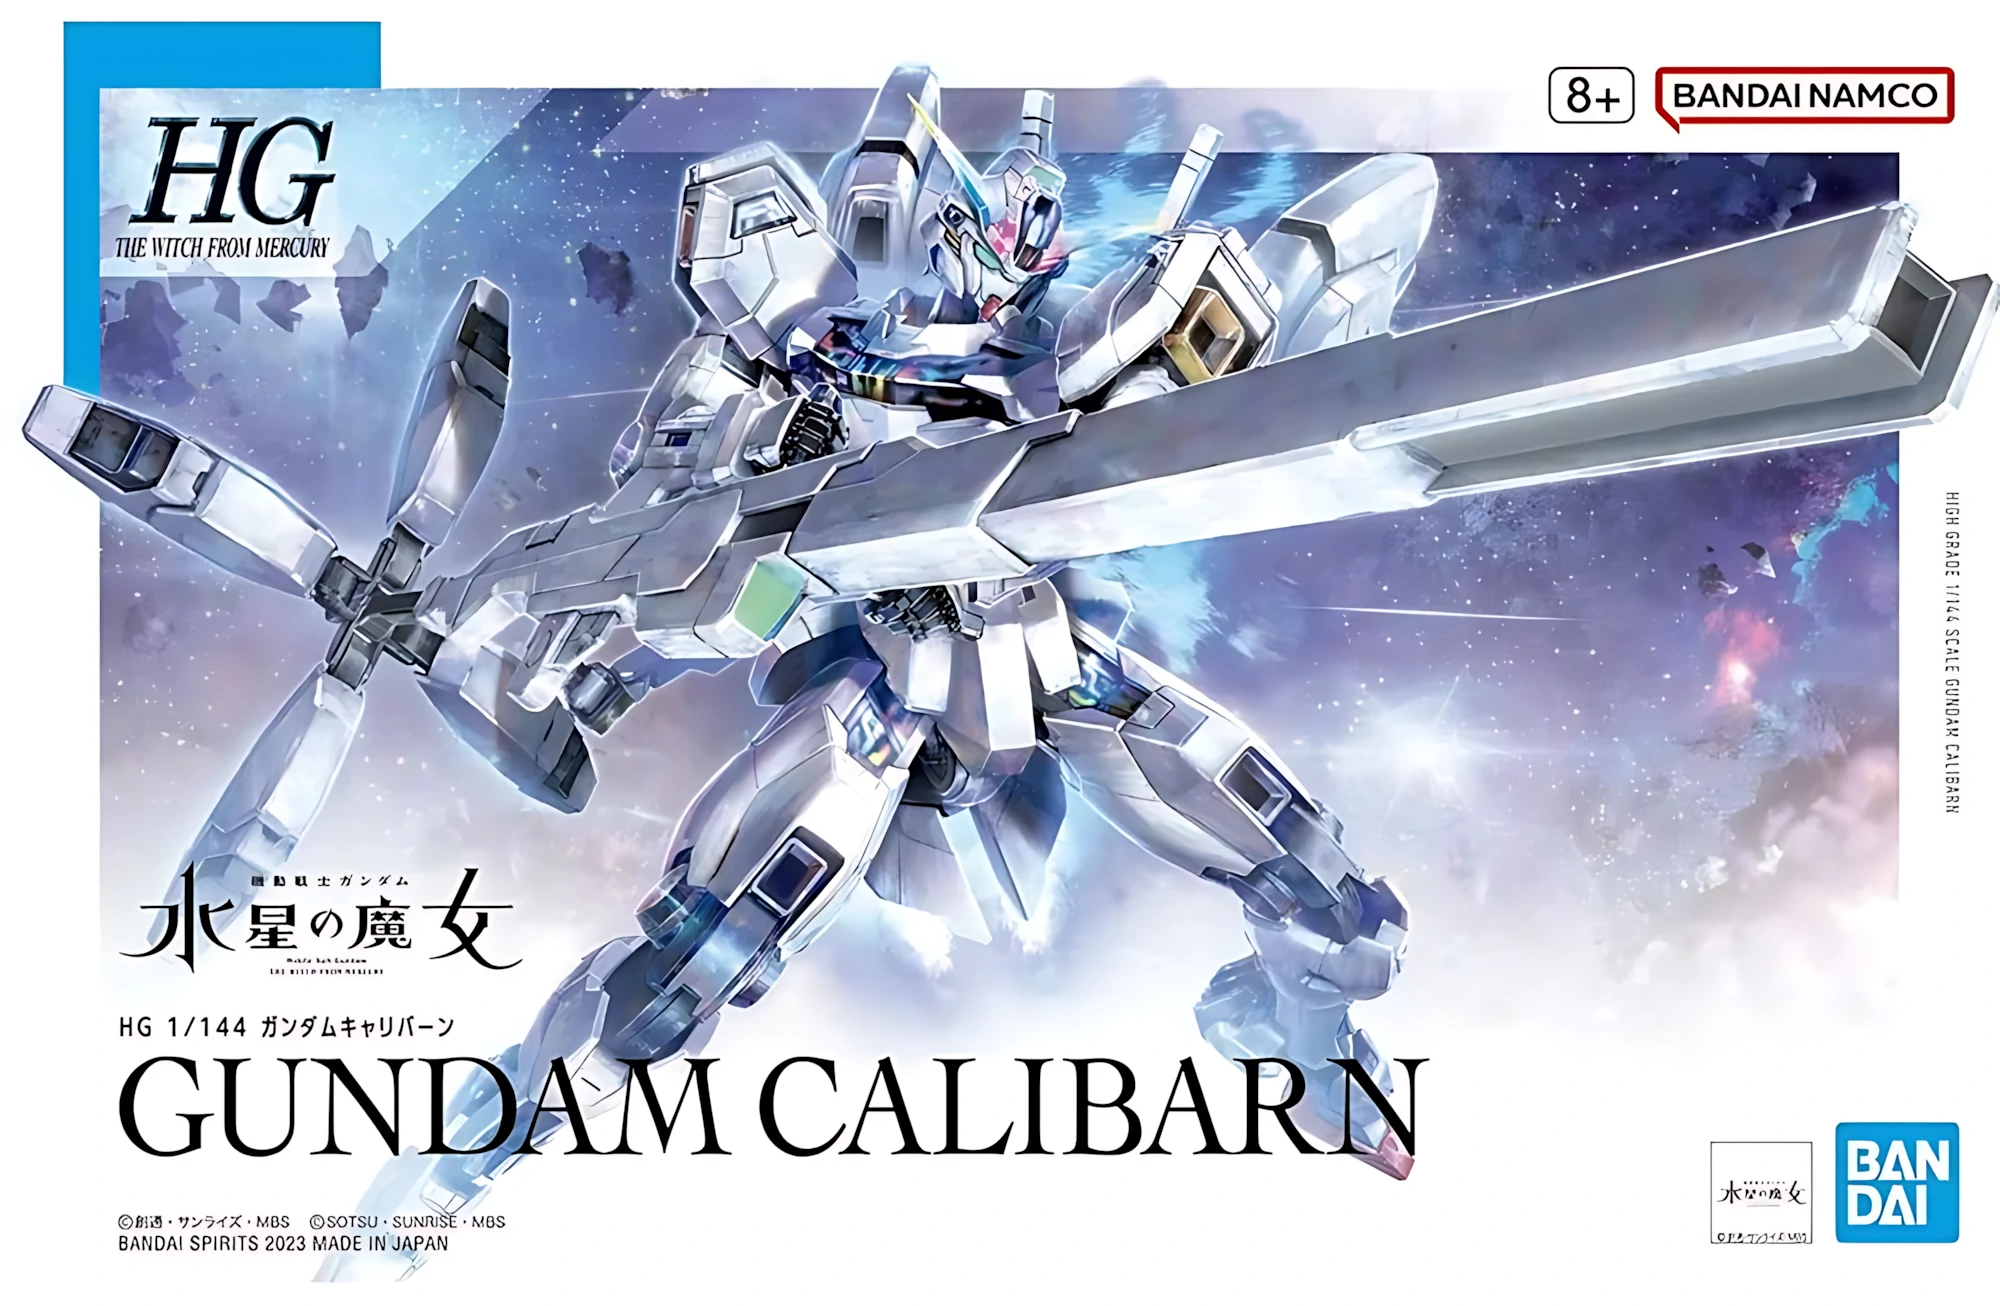 HG
THE WITCH FROM MERCURY
8+
BANDAI NAMCO
HIGH GRADE 1/144 SCALE GUNDAM CALIBARN
機動戦士ガンダム
水星の魔女
HG 1/144 ガンダムキャリバーン
GUNDAM CALIBARN
©創通・サンライズ・MBS ©SOTSU・SUNRISE・MBS
BANDAI SPIRITS 2023 MADE IN JAPAN
水星の魔女
BAN
DAI